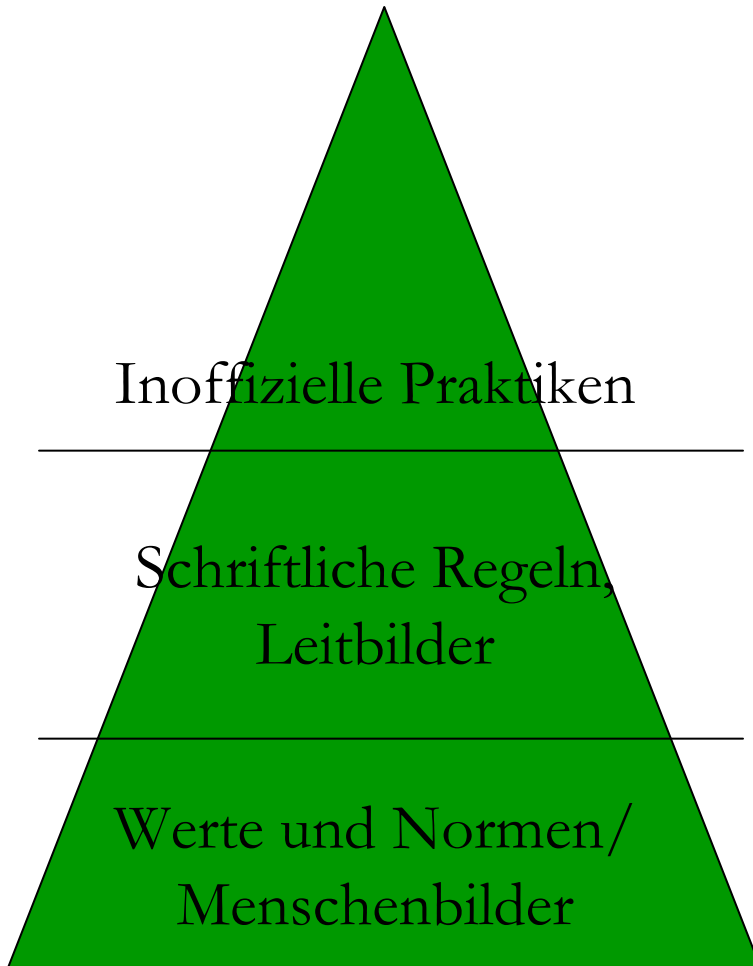 Inoffizielle Praktiken
Schriftliche Regeln,
Leitbilder
Werte und Normen/
Menschenbilder